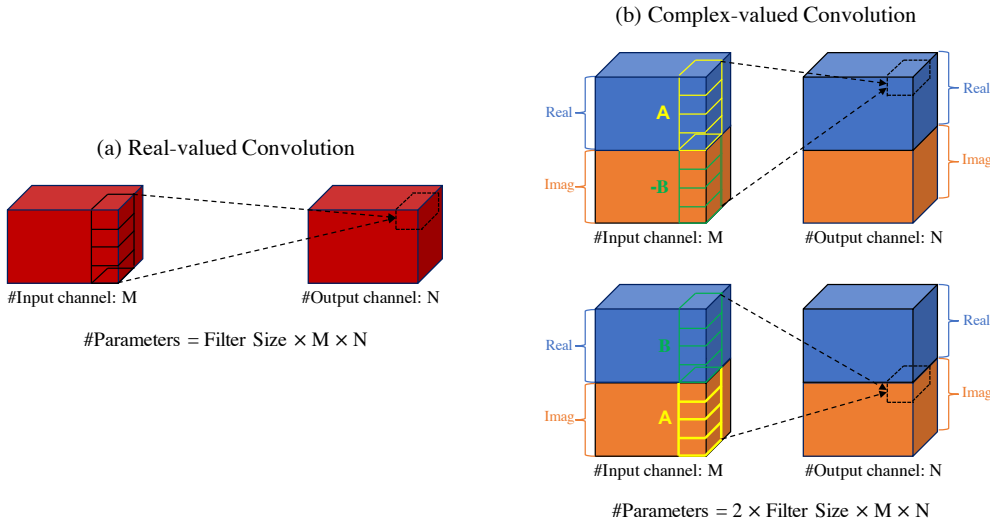 (b) Complex-valued Convolution
Real
A
Real
(a) Real-valued Convolution
Imag
-B
Imag
#Input channel: M
#Output channel: N
#Input channel: M
#Output channel: N
#Parameters = Filter Size × M × N
Real
B
Real
Imag
A
Imag
#Input channel: M
#Output channel: N
#Parameters = 2 × Filter Size × M × N